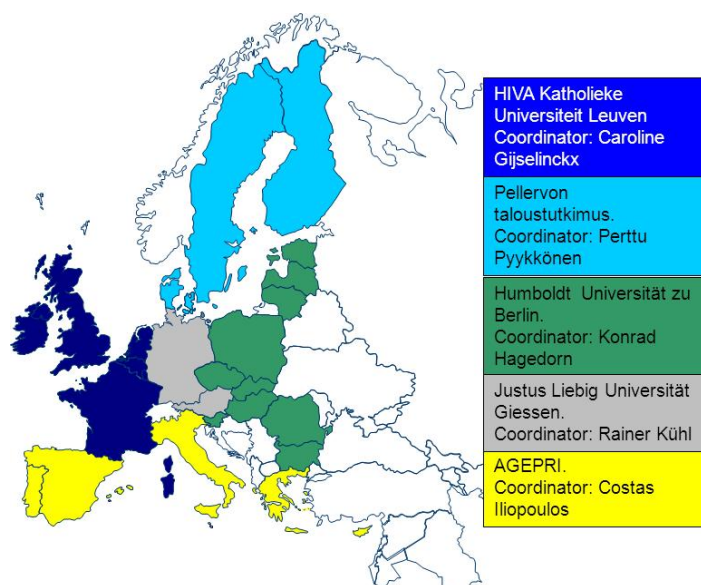 HIVA Katholieke
Universiteit Leuven
Coordinator: Caroline
Gijselinckx
Pellervon
taloustutkimus.
Coordinator: Perttu
Pyykkönen
Humboldt Universität zu
Berlin.
Coordinator: Konrad
Hagedorn
Justus Liebig Universität
Giessen.
Coordinator: Rainer Kühl
AGEPRI.
Coordinator: Costas
Iliopoulos